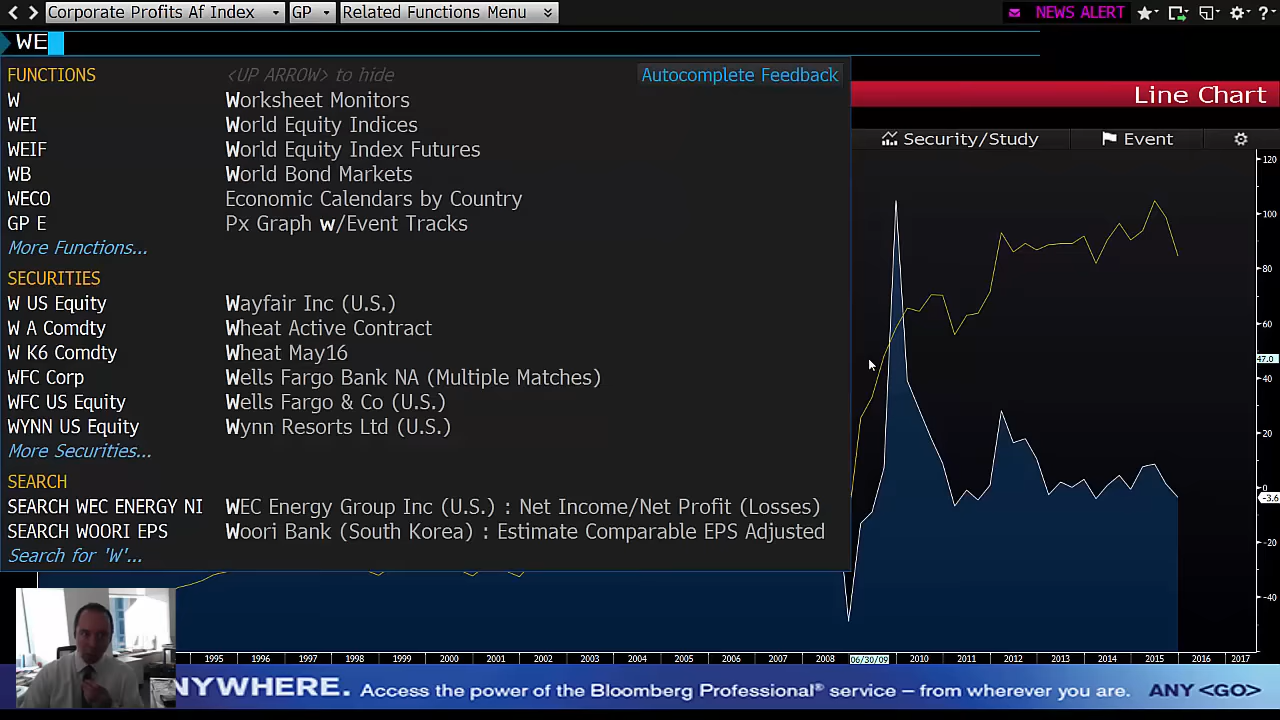 Corporate Profits Af Index GP Related Functions Menu NEWS ALERT ?
WE
FUNCTIONS <UP ARROW> to hide Autocomplete Feedback
W Worksheet Monitors
WEI World Equity Indices
WEIF World Equity Index Futures
WB World Bond Markets
WECO Economic Calendars by Country
GP E Px Graph w/Event Tracks
More Functions...
SECURITIES
W US Equity Wayfair Inc (U.S.)
W A Comdty Wheat Active Contract
W K6 Comdty Wheat May16
WFC Corp Wells Fargo Bank NA (Multiple Matches)
WFC US Equity Wells Fargo & Co (U.S.)
WYNN US Equity Wynn Resorts Ltd (U.S.)
More Securities...
SEARCH
SEARCH WEC ENERGY NI WEC Energy Group Inc (U.S.) : Net Income/Net Profit (Losses)
SEARCH WOORI EPS Woori Bank (South Korea) : Estimate Comparable EPS Adjusted
Search for 'W'...
Line Chart
Security/Study Event
120
100
80
60
47.0
40
20
0
-3.6
-20
-40
1995 1996 1997 1998 1999 2000 2001 2002 2003 2004 2005 2006 2007 2008 06/30/09 2010 2011 2012 2013 2014 2015 2016 2017
NYWHERE. Access the power of the Bloomberg Professional® service – from wherever you are. ANY <GO>